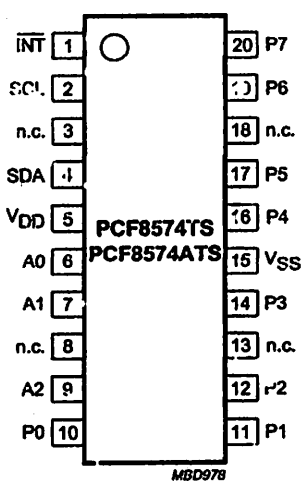 INT 1 20 P7
SCL 2 P6
n.c. 3 18 n.c.
SDA 4 17 P5
VDD 5 16 P4
PCF8574TS
PCF8574ATS
A0 6 15 VSS
A1 7 14 P3
n.c. 8 13 n.c.
A2 9 12 P2
P0 10 11 P1
MBD978